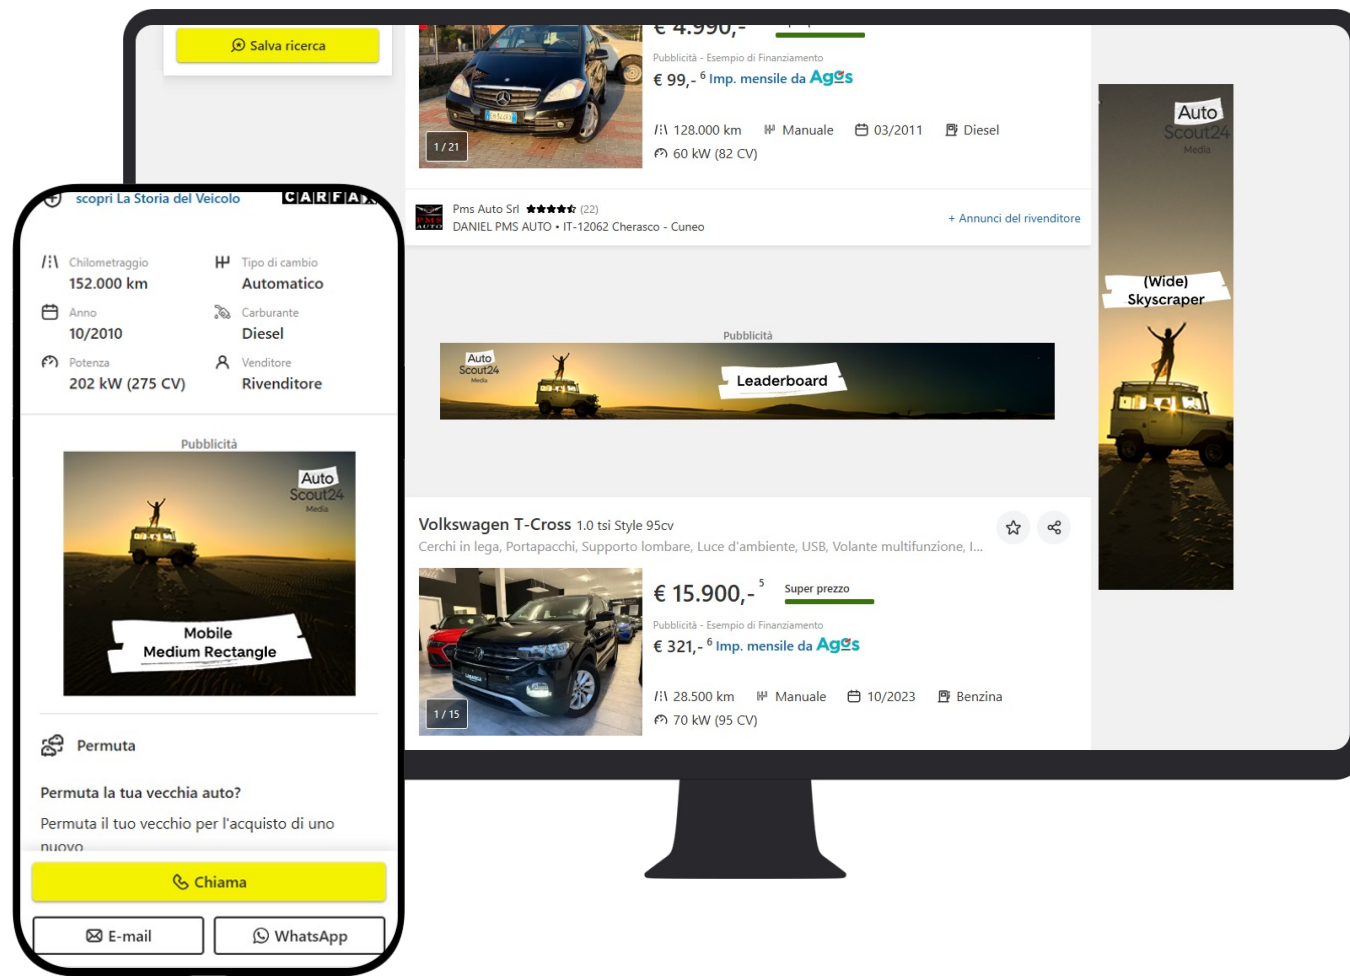 Salva ricerca
€ 4.990,-
Pubblicità - Esempio di Finanziamento
€ 99,- 6 Imp. mensile da Agos
128.000 km Manuale 03/2011 Diesel
60 kW (82 CV)
1 / 21
PMS AUTO
Pms Auto Srl (22)
DANIEL PMS AUTO • IT-12062 Cherasco - Cuneo
+ Annunci del rivenditore
Pubblicità
Auto
Scout24
Media
Leaderboard
Auto
Scout24
Media
(Wide)
Skyscraper
Volkswagen T-Cross 1.0 tsi Style 95cv
Cerchi in lega, Portapacchi, Supporto lombare, Luce d'ambiente, USB, Volante multifunzione, I...
€ 15.900,- 5 Super prezzo
Pubblicità - Esempio di Finanziamento
€ 321,- 6 Imp. mensile da Agos
28.500 km Manuale 10/2023 Benzina
70 kW (95 CV)
1 / 15
scopri La Storia del Veicolo CARFAX
Chilometraggio Tipo di cambio
152.000 km Automatico
Anno Carburante
10/2010 Diesel
Potenza Venditore
202 kW (275 CV) Rivenditore
Pubblicità
Auto
Scout24
Media
Mobile
Medium Rectangle
Permuta
Permuta la tua vecchia auto?
Permuta il tuo vecchio per l'acquisto di uno
nuovo
Chiama
E-mail WhatsApp